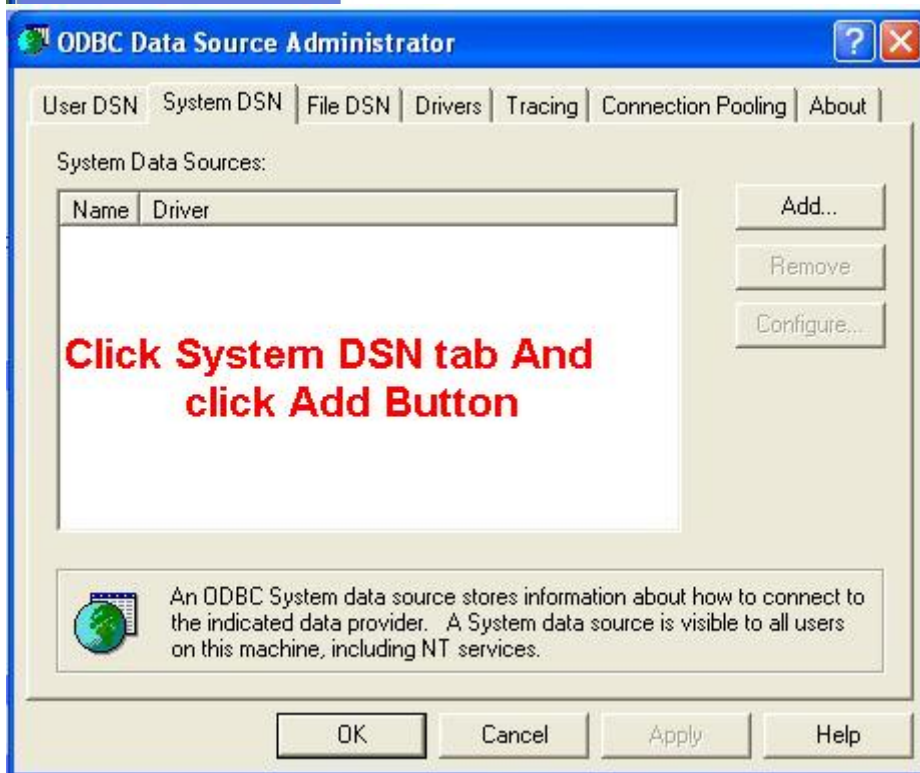 ODBC Data Source Administrator
User DSN System DSN File DSN Drivers Tracing Connection Pooling About
System Data Sources:
Name Driver
Add...
Remove
Configure...
Click System DSN tab And
click Add Button
An ODBC System data source stores information about how to connect to
the indicated data provider. A System data source is visible to all users
on this machine, including NT services.
OK Cancel Apply Help